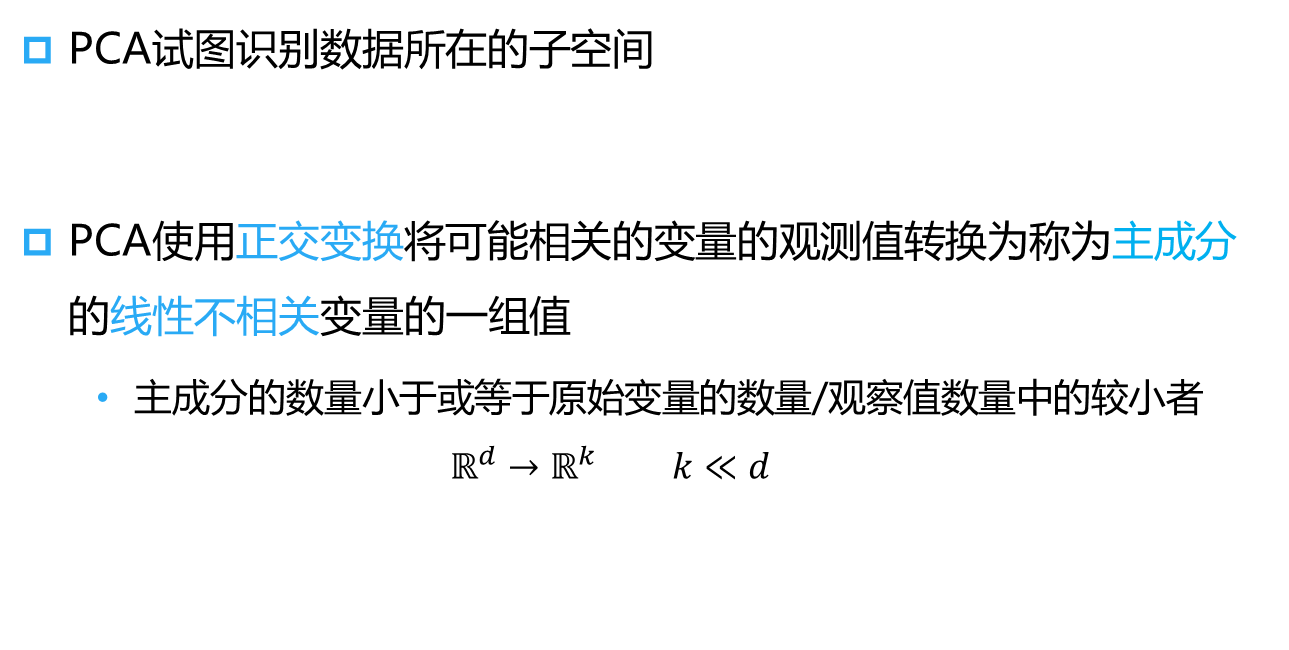 PCA试图识别数据所在的子空间
PCA使用正交变换将可能相关的变量的观测值转换为称为主成分
的线性不相关变量的一组值
• 主成分的数量小于或等于原始变量的数量/观察值数量中的较小者
ℝᵈ → ℝᵏ k ≪ d